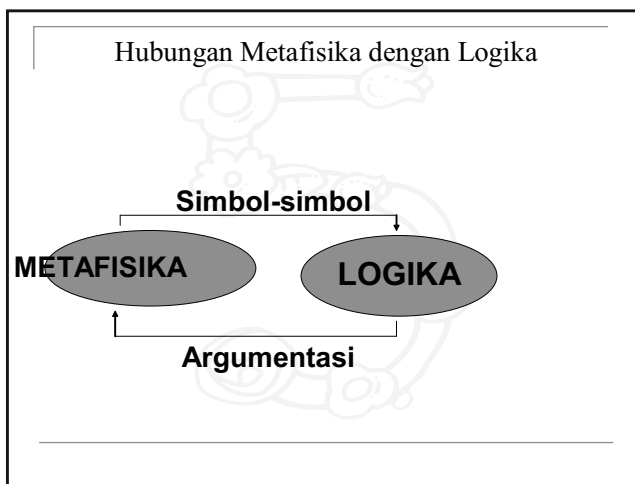 Hubungan Metafisika dengan Logika
Simbol-simbol
METAFISIKA
LOGIKA
Argumentasi